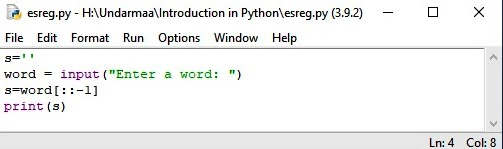 esreg.py - H:\Undarmaa\Introduction in Python\esreg.py (3.9.2)
File Edit Format Run Options Window Help
s=''
word = input("Enter a word: ")
s=word[::-1]
print(s)
Ln: 4 Col: 8